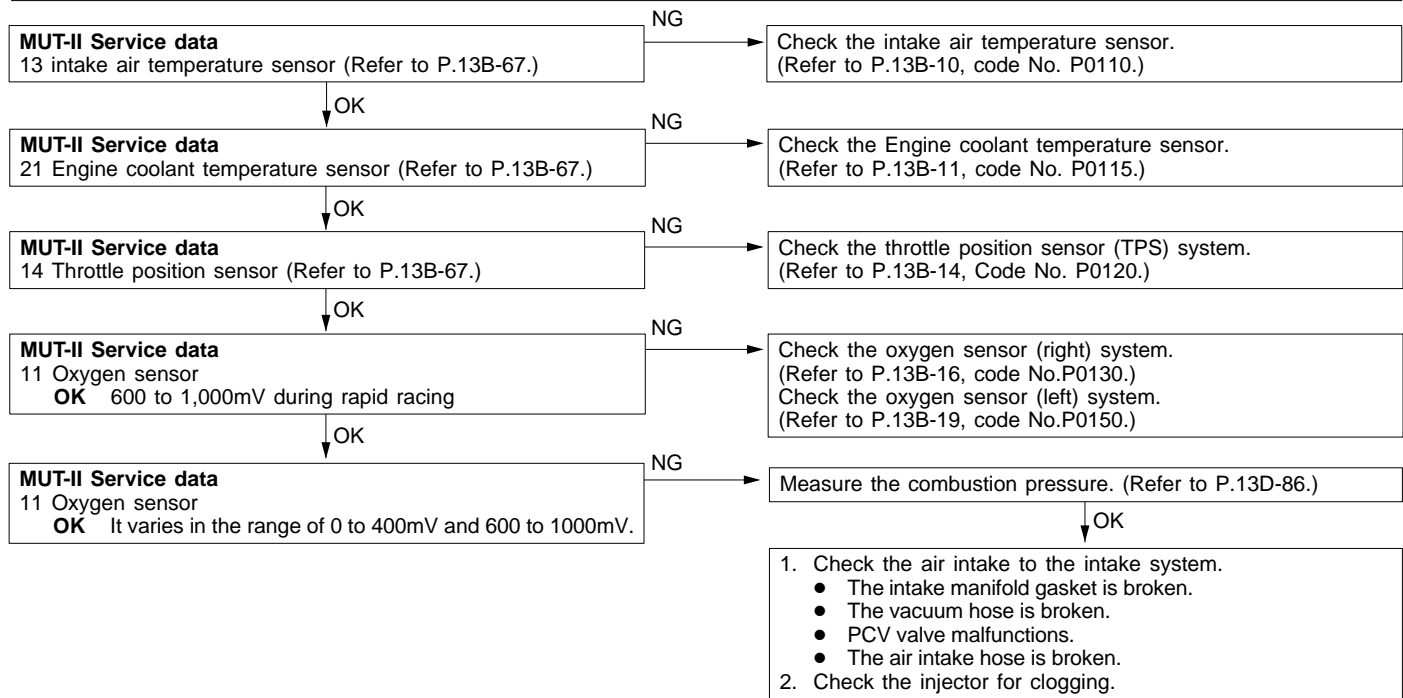 NG
MUT-II Service data
13 intake air temperature sensor (Refer to P.13B-67.)
Check the intake air temperature sensor.
(Refer to P.13B-10, code No. P0110.)
OK
NG
MUT-II Service data
21 Engine coolant temperature sensor (Refer to P.13B-67.)
Check the Engine coolant temperature sensor.
(Refer to P.13B-11, code No. P0115.)
OK
NG
MUT-II Service data
14 Throttle position sensor (Refer to P.13B-67.)
Check the throttle position sensor (TPS) system.
(Refer to P.13B-14, Code No. P0120.)
OK
NG
MUT-II Service data
11 Oxygen sensor
OK 600 to 1,000mV during rapid racing
Check the oxygen sensor (right) system.
(Refer to P.13B-16, code No.P0130.)
Check the oxygen sensor (left) system.
(Refer to P.13B-19, code No.P0150.)
OK
NG
MUT-II Service data
11 Oxygen sensor
OK It varies in the range of 0 to 400mV and 600 to 1000mV.
Measure the combustion pressure. (Refer to P.13D-86.)
OK
1. Check the air intake to the intake system.
● The intake manifold gasket is broken.
● The vacuum hose is broken.
● PCV valve malfunctions.
● The air intake hose is broken.
2. Check the injector for clogging.